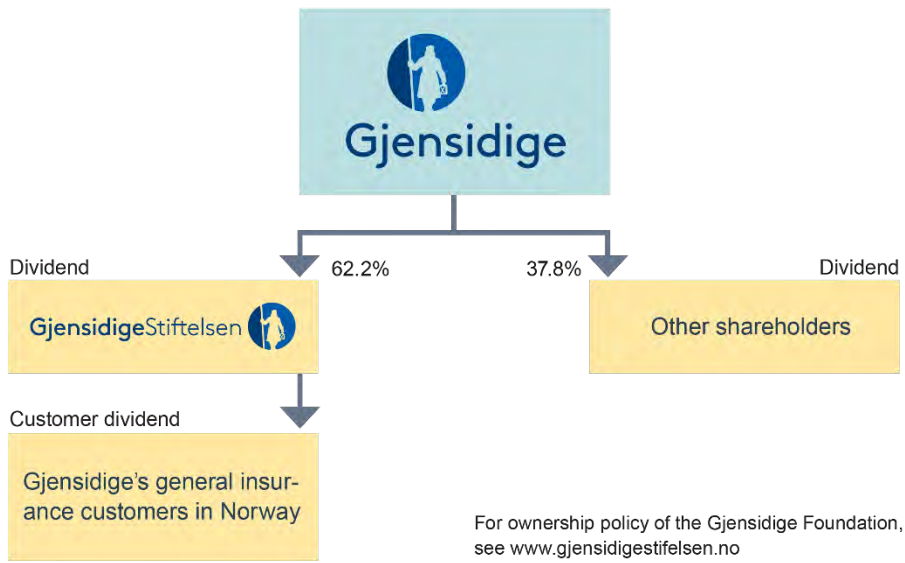 Gjensidige
Dividend
62.2%
37.8%
Dividend
GjensidigeStiftelsen
Other shareholders
Customer dividend
Gjensidige’s general insur-
ance customers in Norway
For ownership policy of the Gjensidige Foundation,
see www.gjensidigestifelsen.no